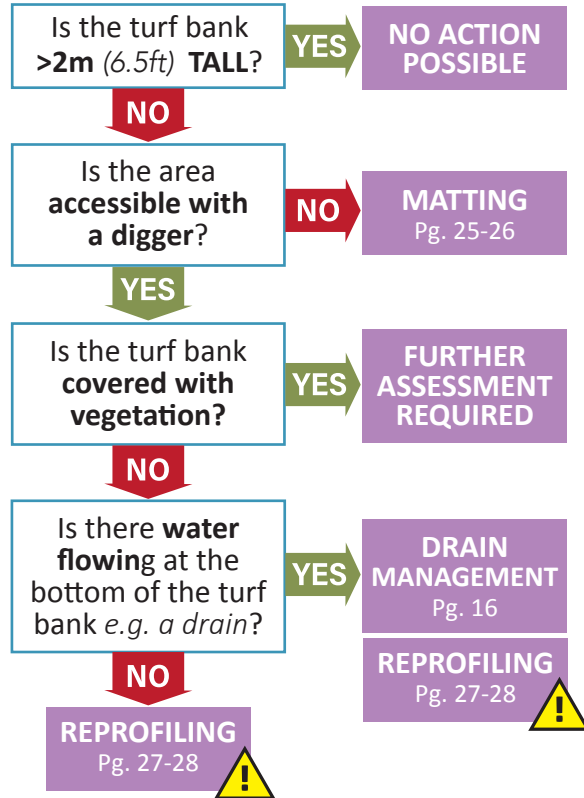 Is the turf bank
>2m (6.5ft) TALL?
YES
NO ACTION
POSSIBLE
NO
Is the area
accessible with
a digger?
NO
MATTING
Pg. 25-26
YES
Is the turf bank
covered with
vegetation?
YES
FURTHER
ASSESSMENT
REQUIRED
NO
Is there water
flowing at the
bottom of the turf
bank e.g. a drain?
YES
DRAIN
MANAGEMENT
Pg. 16
REPROFILING
Pg. 27-28
!
NO
REPROFILING
Pg. 27-28
!